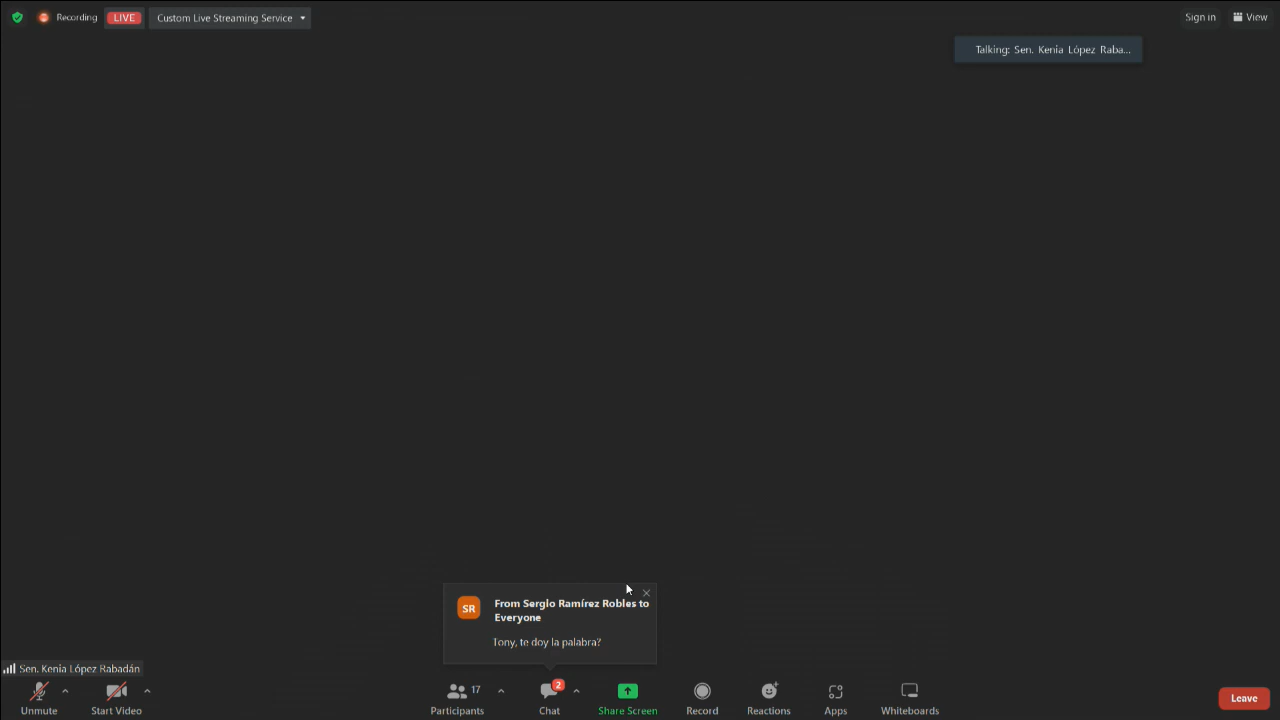 Recording LIVE Custom Live Streaming Service Sign in View
Talking: Sen. Kenia López Raba...
SR From Sergio Ramírez Robles to
Everyone
Tony, te doy la palabra?
Sen. Kenia López Rabadán
17 2
Unmute Start Video Participants Chat Share Screen Record Reactions Apps Whiteboards Leave